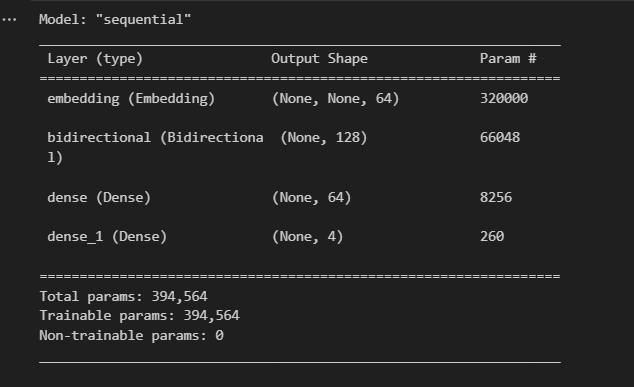 Model: "sequential"
Layer (type) Output Shape Param #
=================================================================
embedding (Embedding) (None, None, 64) 320000
bidirectional (Bidirectiona (None, 128) 66048
l)
dense (Dense) (None, 64) 8256
dense_1 (Dense) (None, 4) 260
=================================================================
Total params: 394,564
Trainable params: 394,564
Non-trainable params: 0